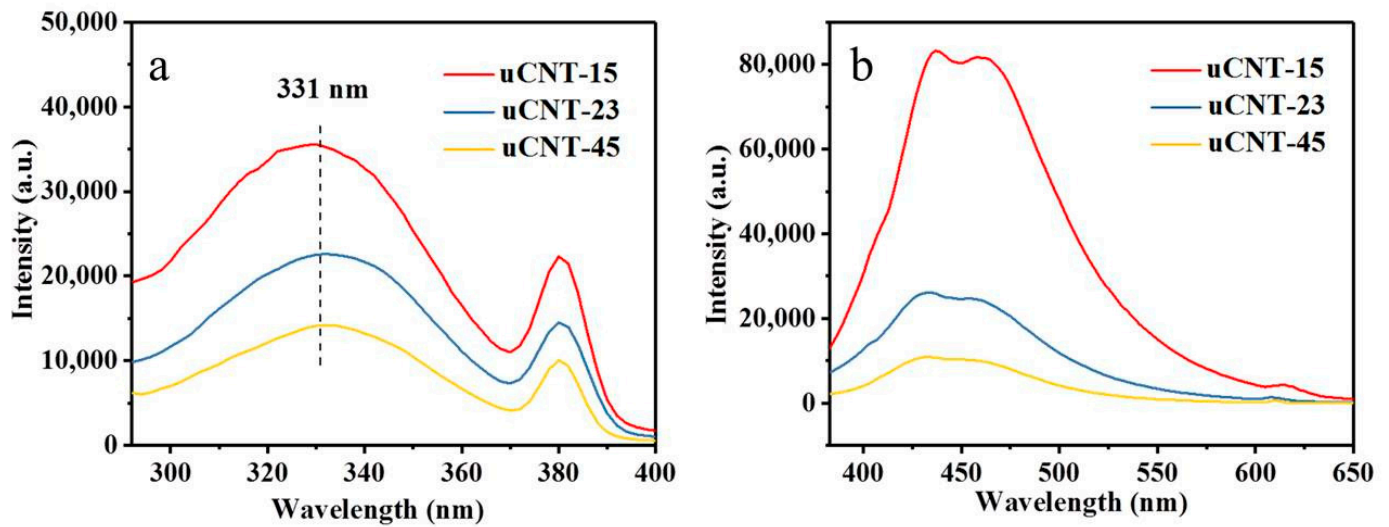 a
331 nm
uCNT-15
uCNT-23
uCNT-45
Intensity (a.u.)
50,000
40,000
30,000
20,000
10,000
0
300 320 340 360 380 400
Wavelength (nm)
b
uCNT-15
uCNT-23
uCNT-45
Intensity (a.u.)
80,000
60,000
40,000
20,000
0
400 450 500 550 600 650
Wavelength (nm)